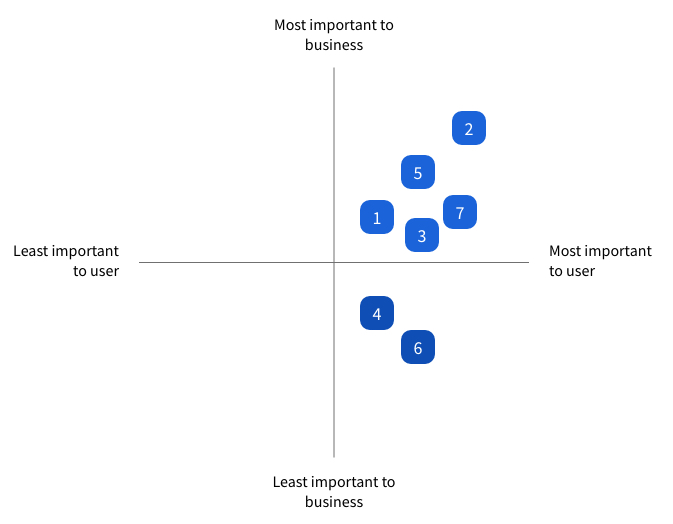 Most important to
business
2
5
1
7
3
Least important
to user
Most important
to user
4
6
Least important to
business